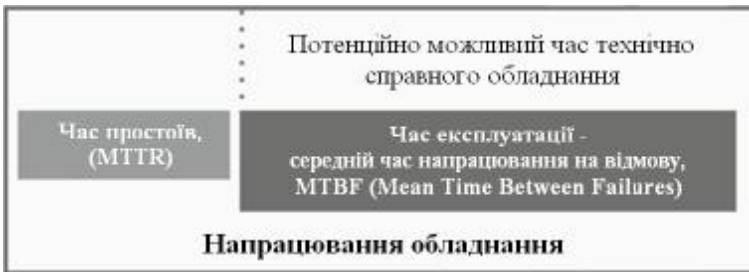 Потенційно можливий час технічно
справного обладнання
Час простоїв,
(MTTR)
Час експлуатації -
середній час напрацювання на відмову,
MTBF (Mean Time Between Failures)
Напрацювання обладнання